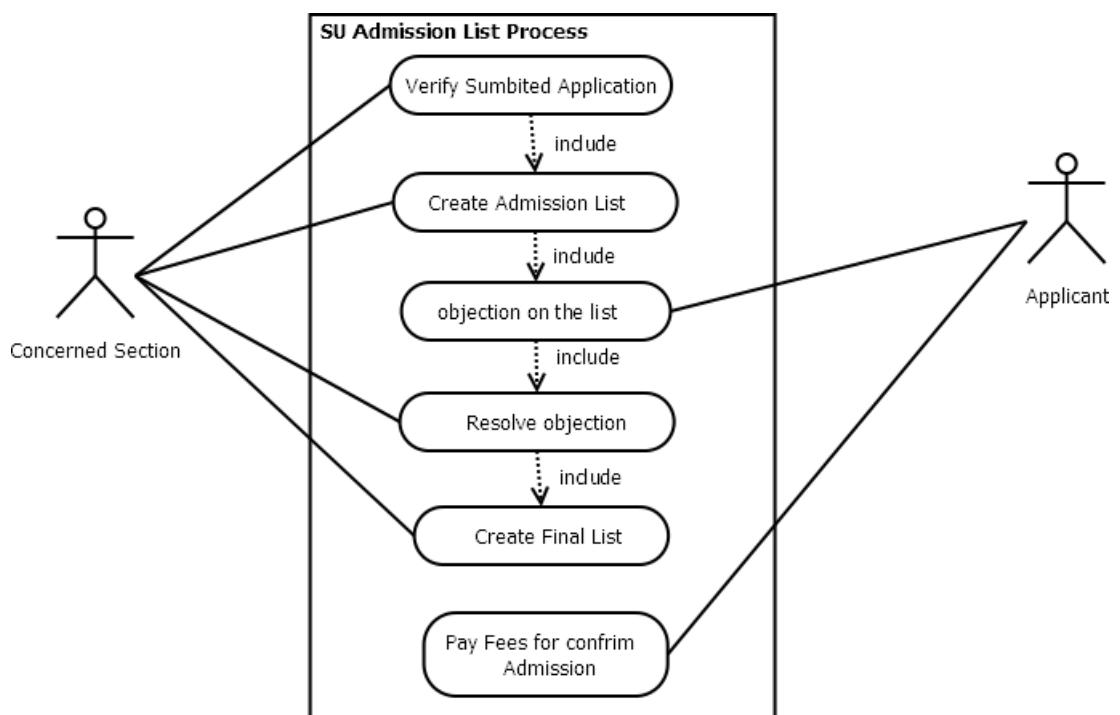 SU Admission List Process
Verify Sumbited Application
include
Create Admission List
include
objection on the list
include
Resolve objection
include
Create Final List
Pay Fees for confrim
Admission
Concerned Section
Applicant